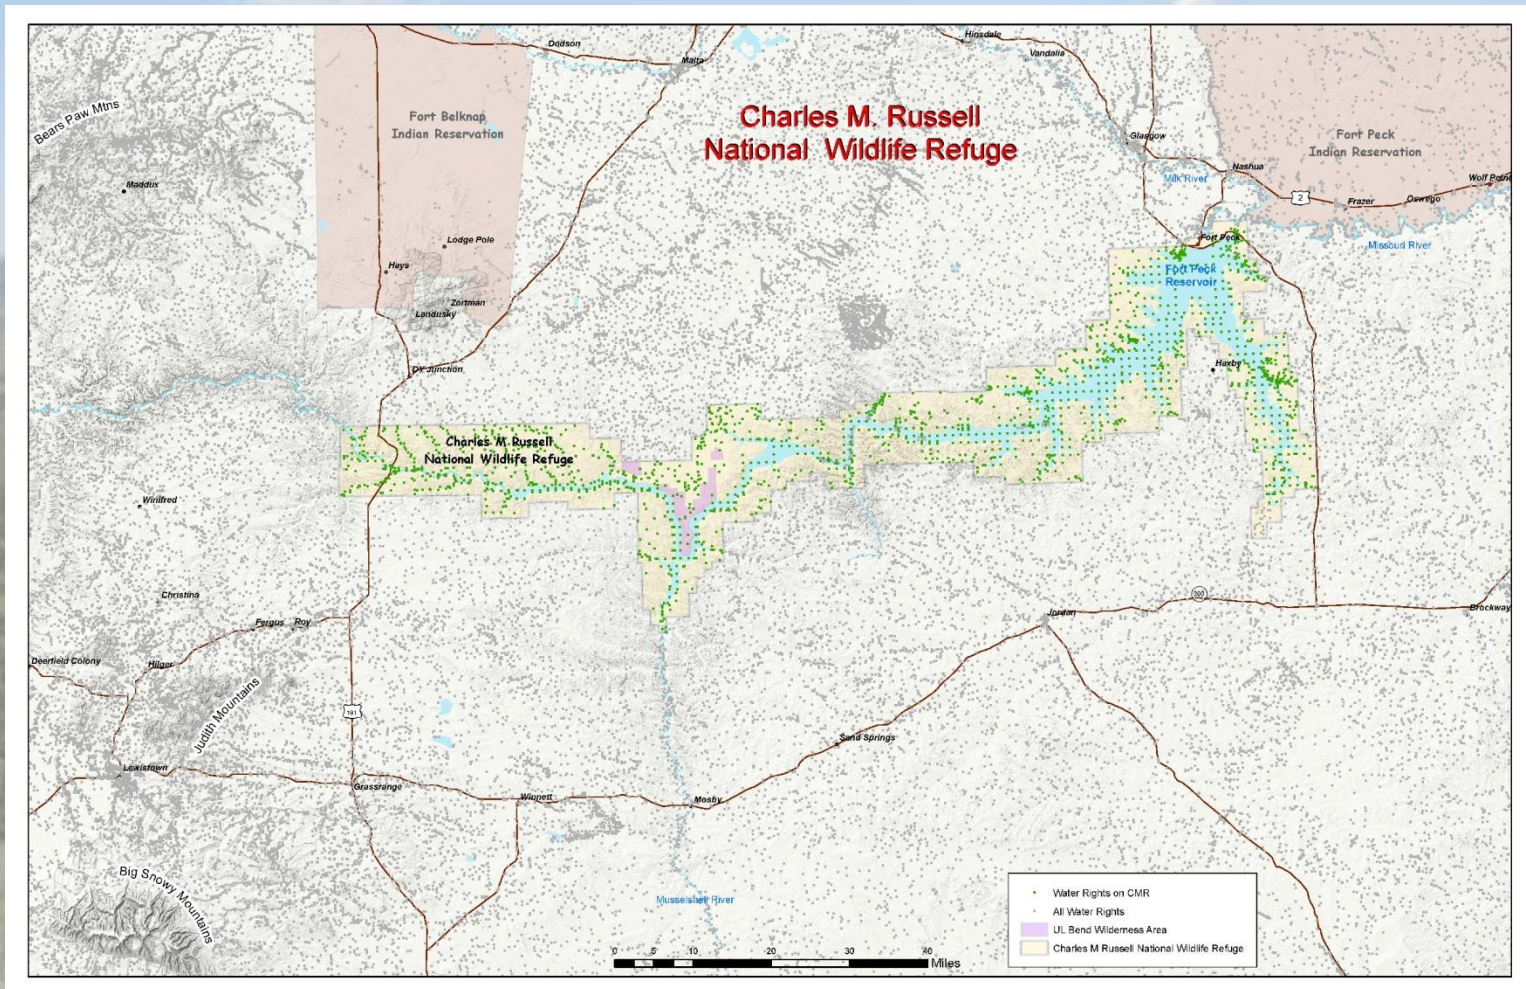 Dodson
Malta
Hinsdale
Vandalia
Bears Paw Mtns
Fort Belknap
Indian Reservation
Charles M. Russell
National Wildlife Refuge
Glasgow
Fort Peck
Indian Reservation
Nashua
Milk River
Wolf Point
Maddux
2
Frazer
Oswego
Lodge Pole
Fort Peck
Missouri River
Hays
Fort Peck
Reservoir
Zortman
Landusky
DY Junction
Haxby
Charles M Russell
National Wildlife Refuge
Winifred
Christina
200
Jordan
Brockway
Fergus
Roy
Deerfield Colony
Hilger
Judith Mountains
191
Sand Springs
Lewistown
Grassrange
Winnett
Mosby
Big Snowy Mountains
Musselshell River
Water Rights on CMR
All Water Rights
UL Bend Wilderness Area
Charles M Russell National Wildlife Refuge
0 5 10 20 30 40
Miles